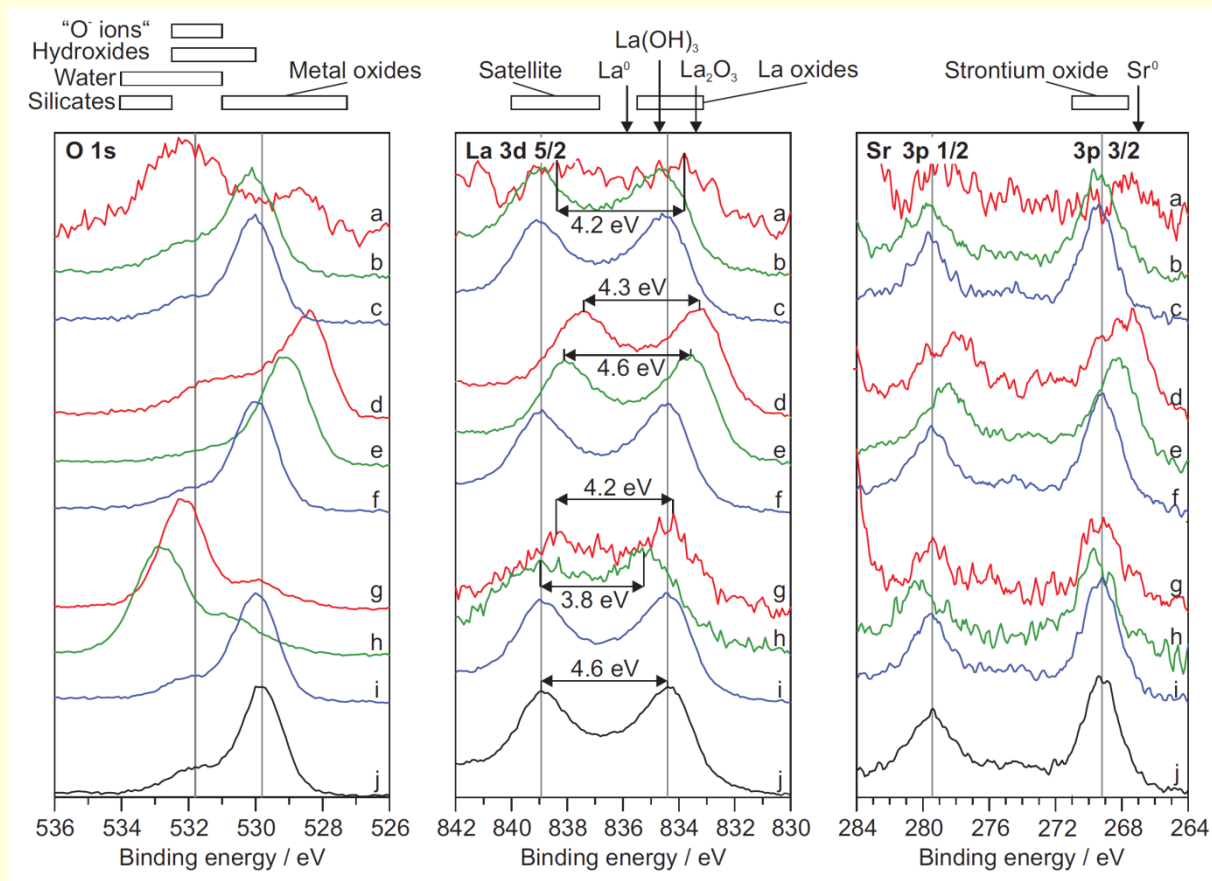 "O⁻ ions"
Hydroxides
Water
Silicates
Metal oxides
La(OH)₃
Satellite
La⁰
La₂O₃
La oxides
Strontium oxide
Sr⁰
O 1s
a
b
c
d
e
f
g
h
i
j
536 534 532 530 528 526
Binding energy / eV
La 3d 5/2
4.2 eV
4.3 eV
4.6 eV
4.2 eV
3.8 eV
4.6 eV
a
b
c
d
e
f
g
h
i
j
842 840 838 836 834 832 830
Binding energy / eV
Sr 3p 1/2 3p 3/2
a
b
c
d
e
f
g
h
i
j
284 280 276 272 268 264
Binding energy / eV